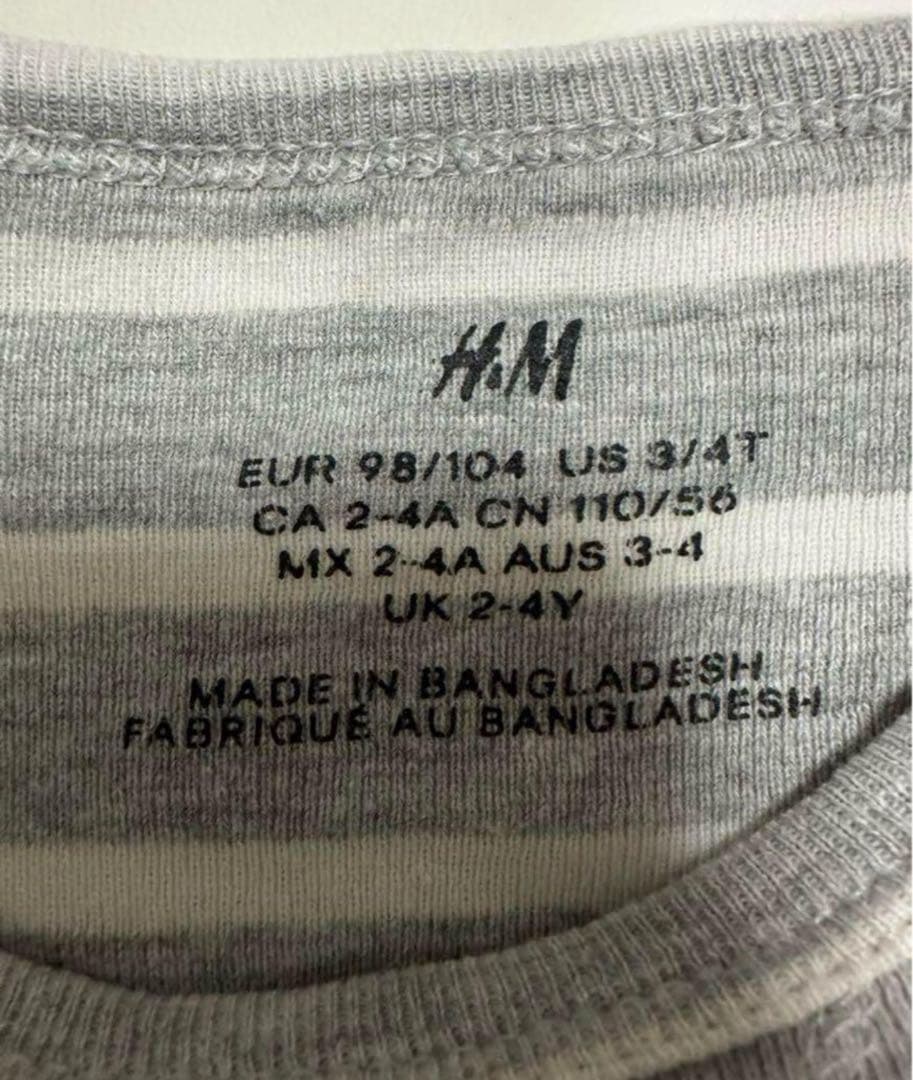 H&M
EUR 98/104 US 3/4T
CA 2-4A CN 110/56
MX 2-4A AUS 3-4
UK 2-4Y
MADE IN BANGLADESH
FABRIQUÉ AU BANGLADESH